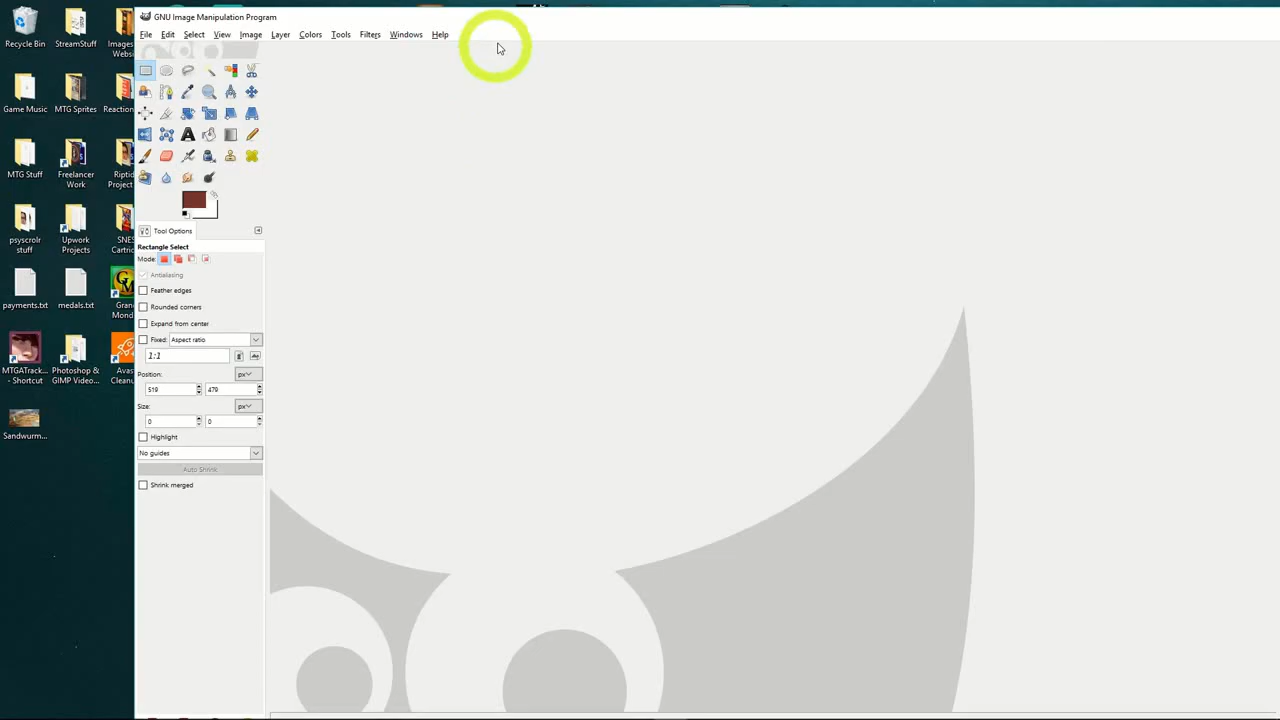 GNU Image Manipulation Program
File Edit Select View Image Layer Colors Tools Filters Windows Help
Recycle Bin
StreamStuff
Images
Game Music
MTG Sprites
Reaction
MTG Stuff
Freelancer
Work
Riptid
Project
psyscrolr
stuff
Upwork
Projects
SNES
Cartric
payments.txt
medals.txt
Gran
Mond
MTGATrack...
- Shortcut
Photoshop &
GIMP Video...
Avas
Cleanu
Sandwurm...
Tool Options
Rectangle Select
Mode:
Antialiasing
Feather edges
Rounded corners
Expand from center
Fixed: Aspect ratio
1:1
Position: px
519 479
Size: px
0 0
Highlight
No guides
Auto Shrink
Shrink merged